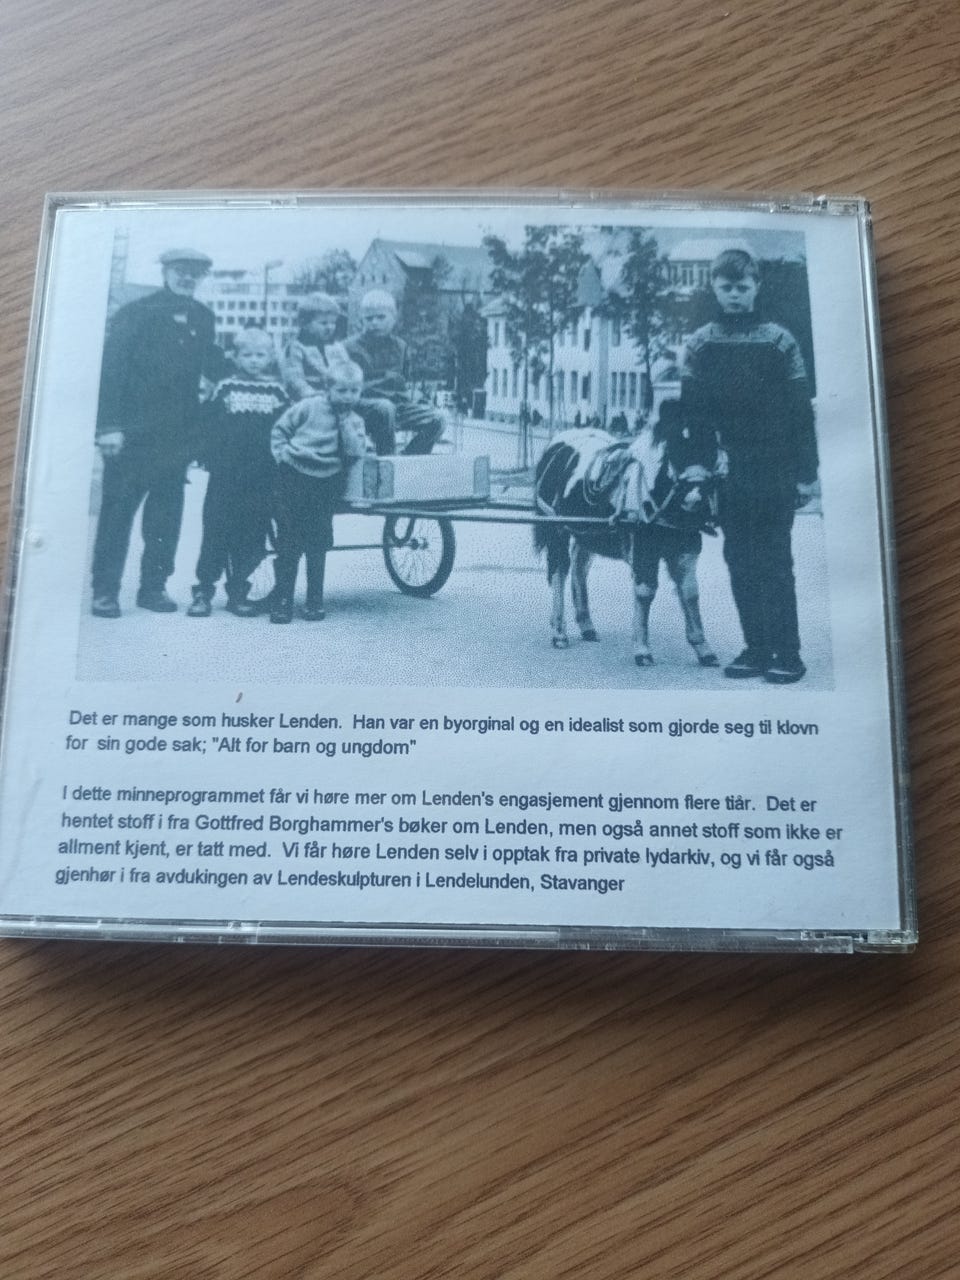 Det er mange som husker Lenden. Han var en byorginal og en idealist som gjorde seg til klovn
for sin gode sak; "Alt for barn og ungdom"
I dette minneprogrammet får vi høre mer om Lenden's engasjement gjennom flere tiår. Det er
hentet stoff i fra Gottfred Borghammer's bøker om Lenden, men også annet stoff som ikke er
allment kjent, er tatt med. Vi får høre Lenden selv i opptak fra private lydarkiv, og vi får også
gjenhør i fra avdukingen av Lendeskulpturen i Lendelunden, Stavanger